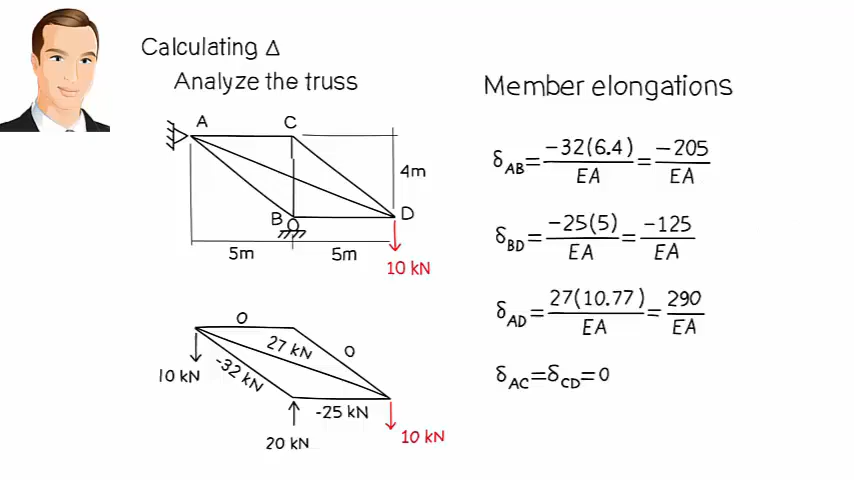 Calculating Δ
Analyze the truss
A
C
4m
B
D
5m
5m
10 kN
0
27 kN
0
10 kN
-32 kN
-25 kN
20 kN
10 kN
Member elongations
δAB = −32(6.4)/EA = −205/EA
δBD = −25(5)/EA = −125/EA
δAD = 27(10.77)/EA = 290/EA
δAC = δCD = 0